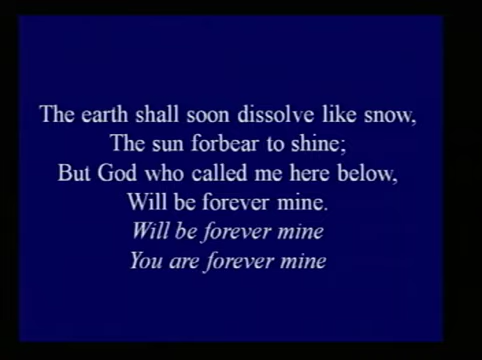 The earth shall soon dissolve like snow,
The sun forbear to shine;
But God who called me here below,
Will be forever mine.
Will be forever mine
You are forever mine